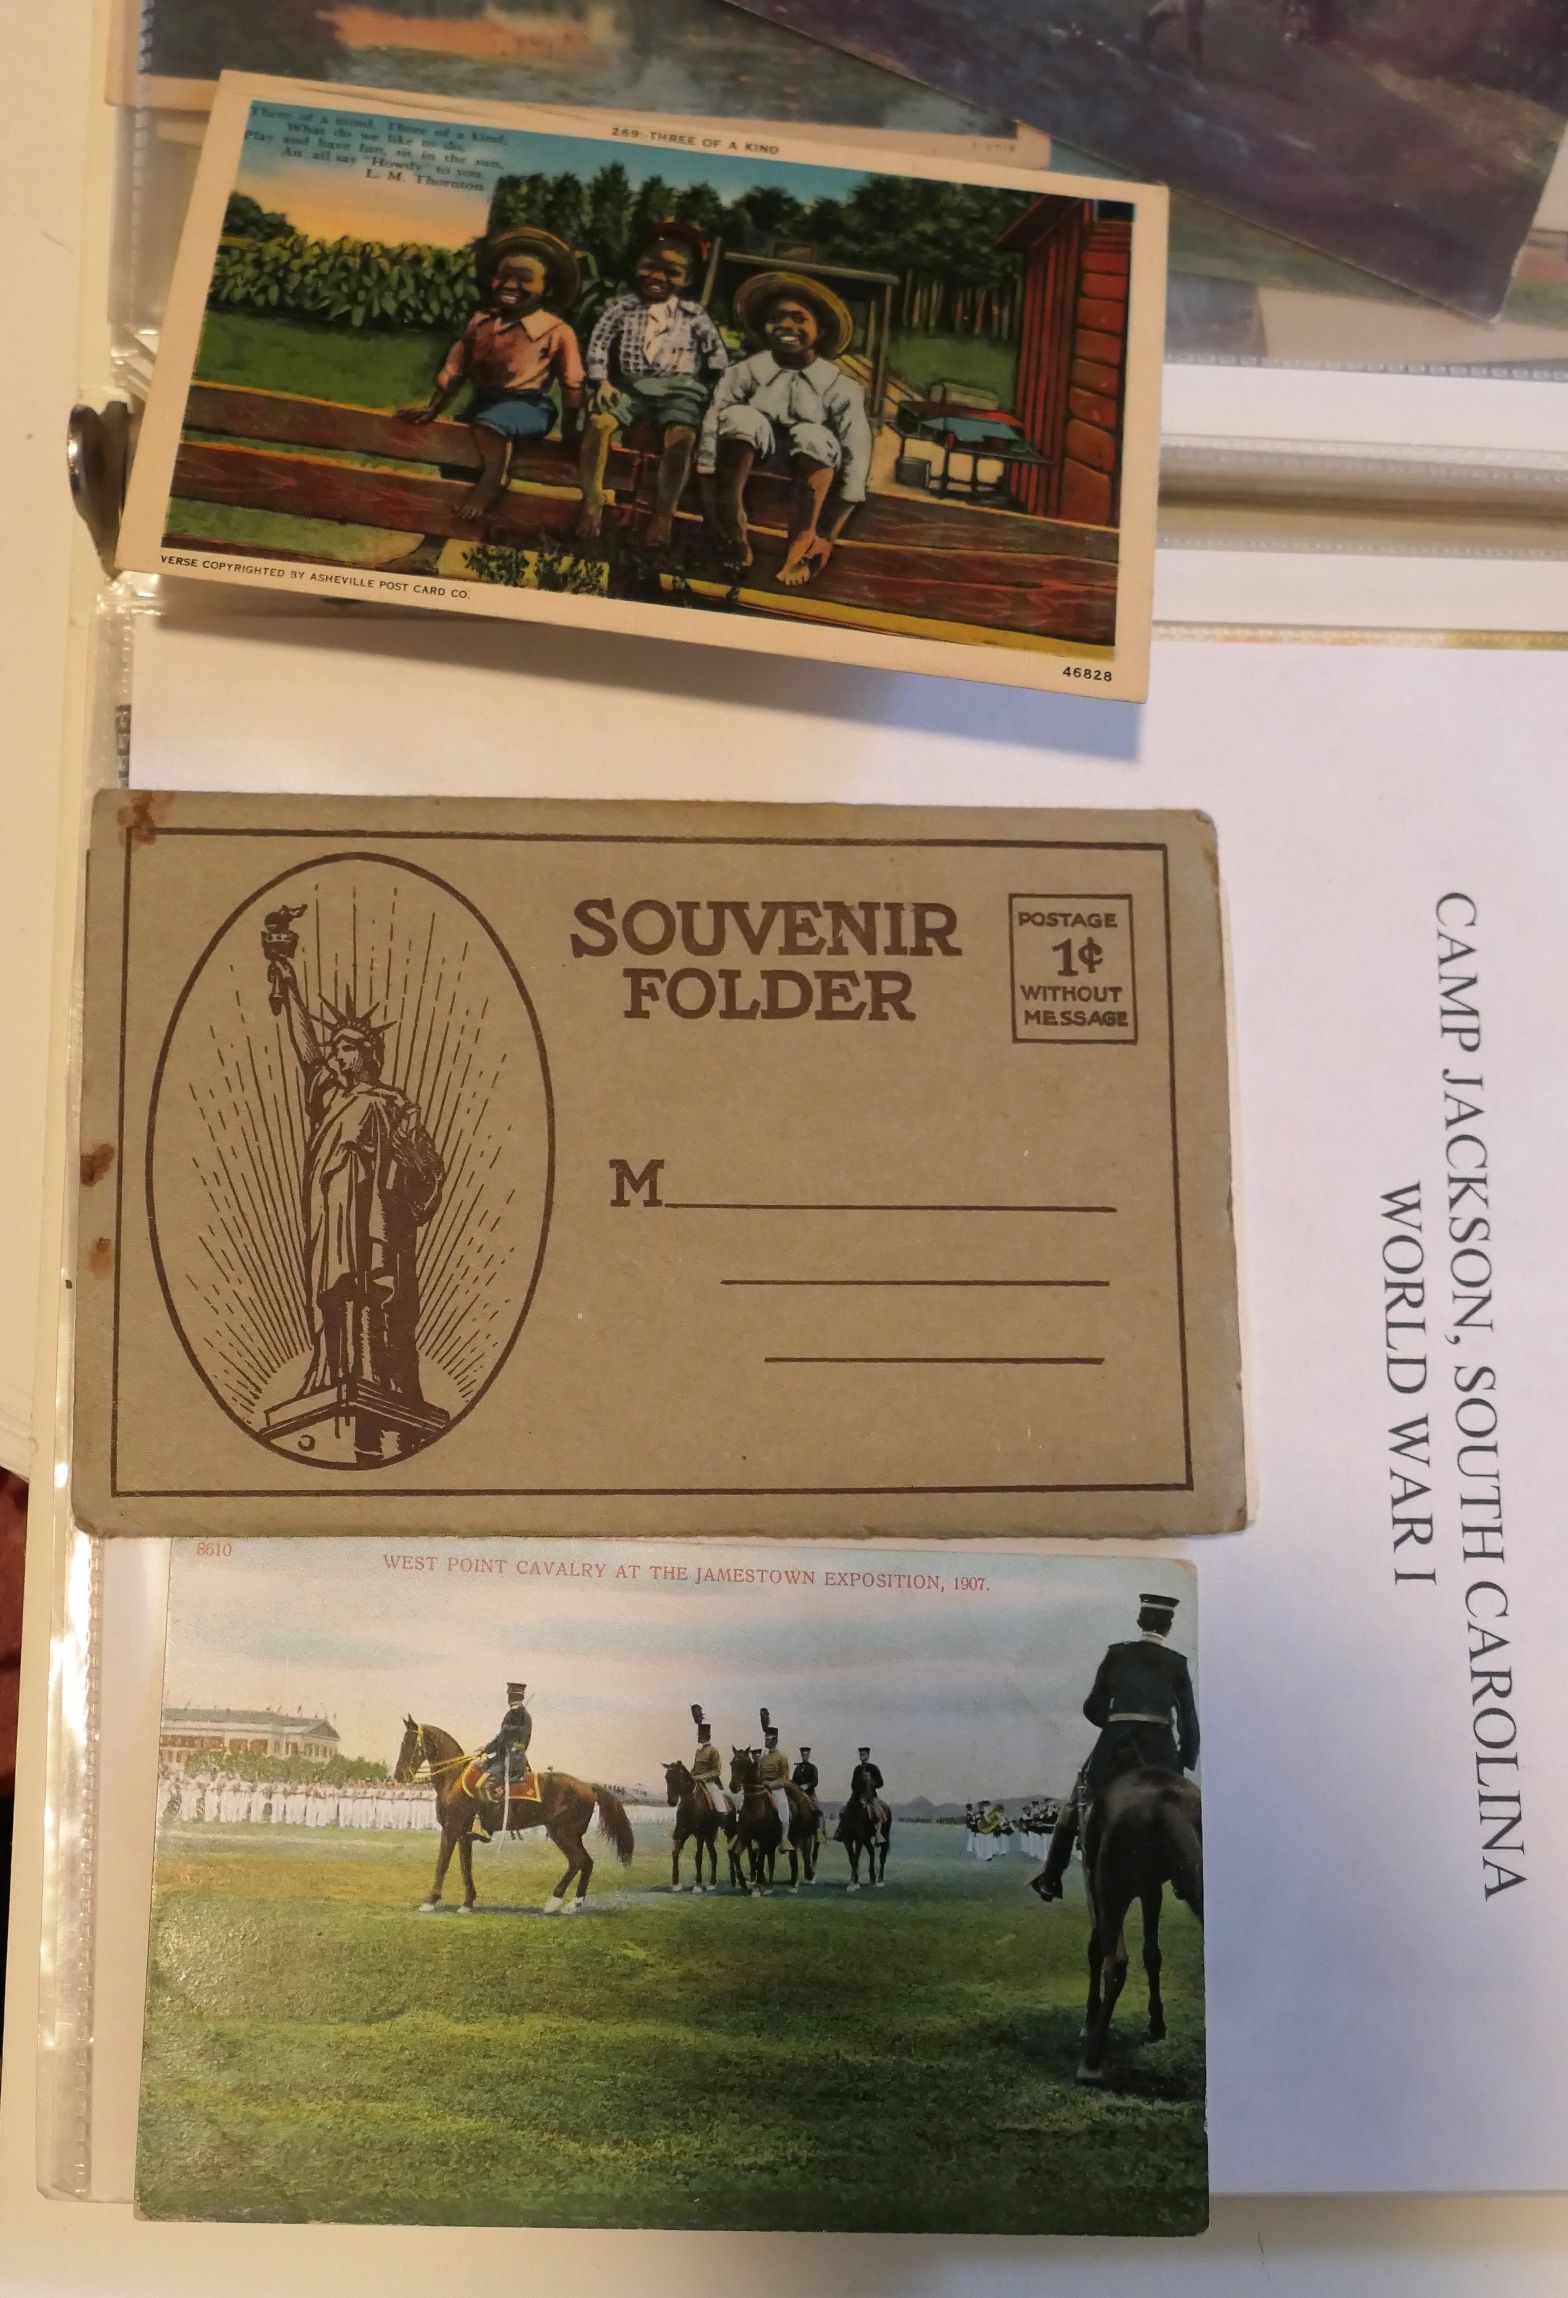 Three of a mind, Three of a kind,
What do we like to do,
Play and have fun, sit in the sun,
An' all say "Howdy" to you.
L. M. Thornton
269:-THREE OF A KIND
VERSE COPYRIGHTED BY ASHEVILLE POST CARD CO.
46828
SOUVENIR
FOLDER
POSTAGE
1¢
WITHOUT
MESSAGE
M
8610
WEST POINT CAVALRY AT THE JAMESTOWN EXPOSITION, 1907.
CAMP JACKSON, SOUTH CAROLINA
WORLD WAR I